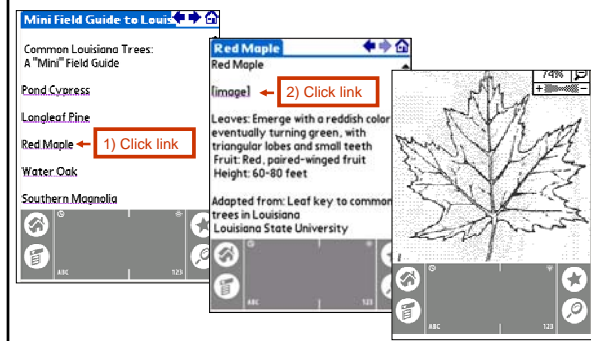 Mini Field Guide to Louis
Common Louisiana Trees:
A "Mini" Field Guide
Pond Cypress
Longleaf Pine
Red Maple
1) Click link
Water Oak
Southern Magnolia
ABC
123
Red Maple
Red Maple
[image]
2) Click link
Leaves: Emerge with a reddish color
eventually turning green, with
triangular lobes and small teeth
Fruit: Red, paired-winged fruit
Height: 60-80 feet
Adapted from: Leaf key to common
trees in Louisiana
Louisiana State University
ABC
123
74%
+
-
ABC
123